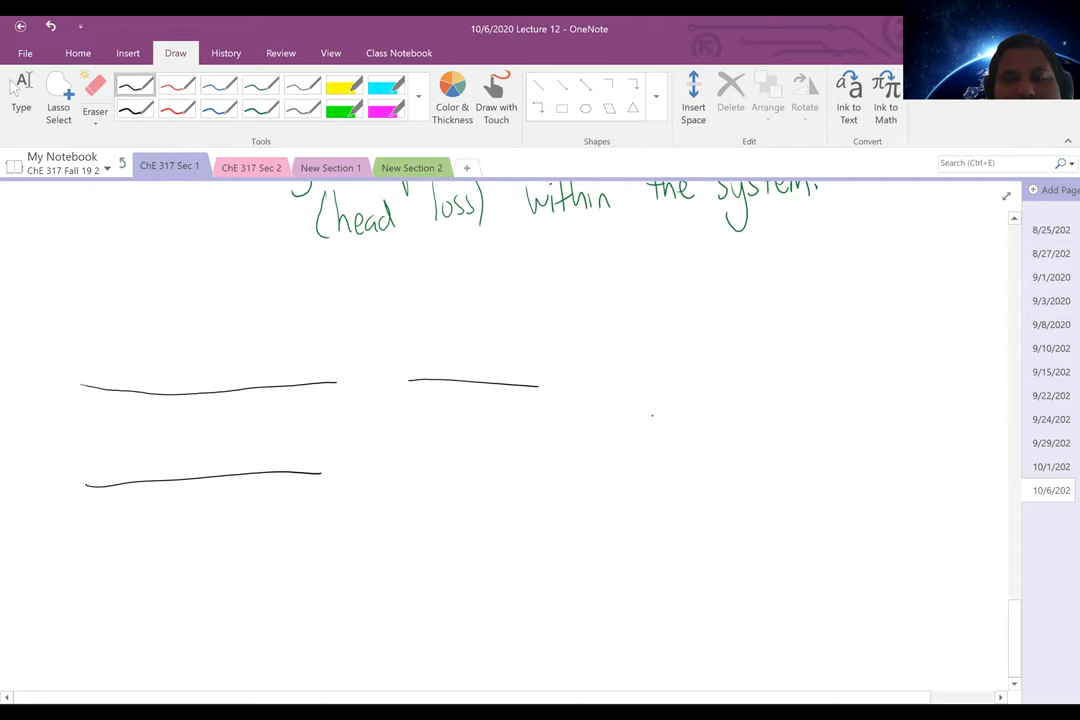 10/6/2020 Lecture 12 - OneNote
File Home Insert Draw History Review View Class Notebook
Type Lasso Select Eraser Color & Thickness Draw with Touch Insert Space Delete Arrange Rotate Ink to Text Ink to Math
Tools Shapes Edit Convert
My Notebook
ChE 317 Fall 19 2
ChE 317 Sec 1 ChE 317 Sec 2 New Section 1 New Section 2
Search (Ctrl+E)
Add Page
(head loss) within the system.
8/25/202
8/27/202
9/1/2020
9/3/2020
9/8/2020
9/10/202
9/15/202
9/22/202
9/24/202
9/29/202
10/1/202
10/6/202